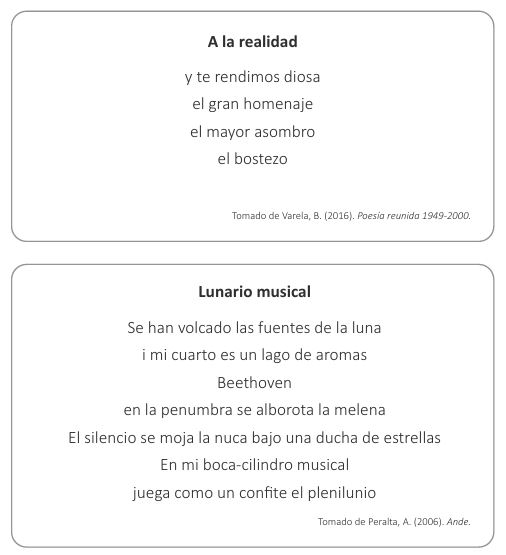 A la realidad
y te rendimos diosa
el gran homenaje
el mayor asombro
el bostezo
Tomado de Varela, B. (2016). Poesía reunida 1949-2000.
Lunario musical
Se han volcado las fuentes de la luna
i mi cuarto es un lago de aromas
Beethoven
en la penumbra se alborota la melena
El silencio se moja la nuca bajo una ducha de estrellas
En mi boca-cilindro musical
juega como un confite el plenilunio
Tomado de Peralta, A. (2006). Ande.